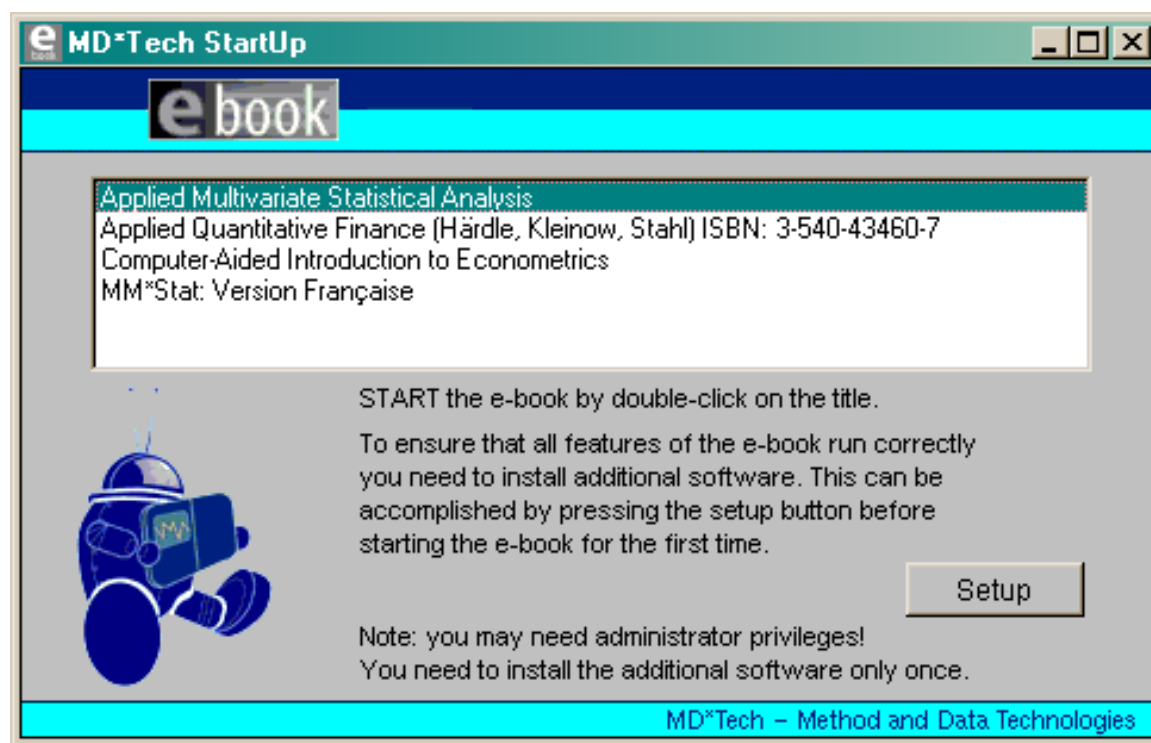 e book MD*Tech StartUp
e book
Applied Multivariate Statistical Analysis
Applied Quantitative Finance (Härdle, Kleinow, Stahl) ISBN: 3-540-43460-7
Computer-Aided Introduction to Econometrics
MM*Stat: Version Française
START the e-book by double-click on the title.
To ensure that all features of the e-book run correctly
you need to install additional software. This can be
accomplished by pressing the setup button before
starting the e-book for the first time.
Setup
Note: you may need administrator privileges!
You need to install the additional software only once.
MD*Tech – Method and Data Technologies